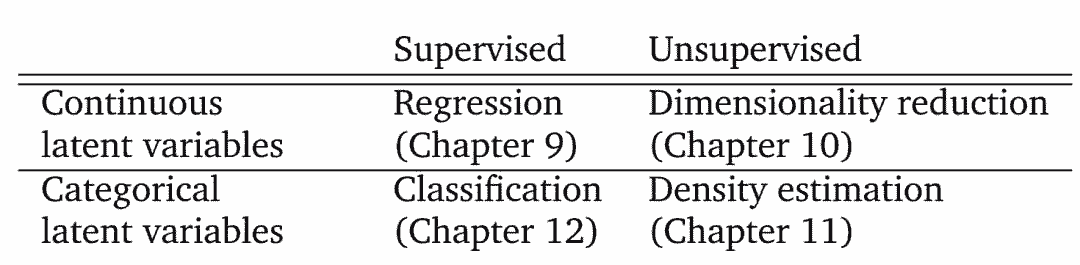 Supervised Unsupervised
Continuous Regression Dimensionality reduction
latent variables (Chapter 9) (Chapter 10)
Categorical Classification Density estimation
latent variables (Chapter 12) (Chapter 11)